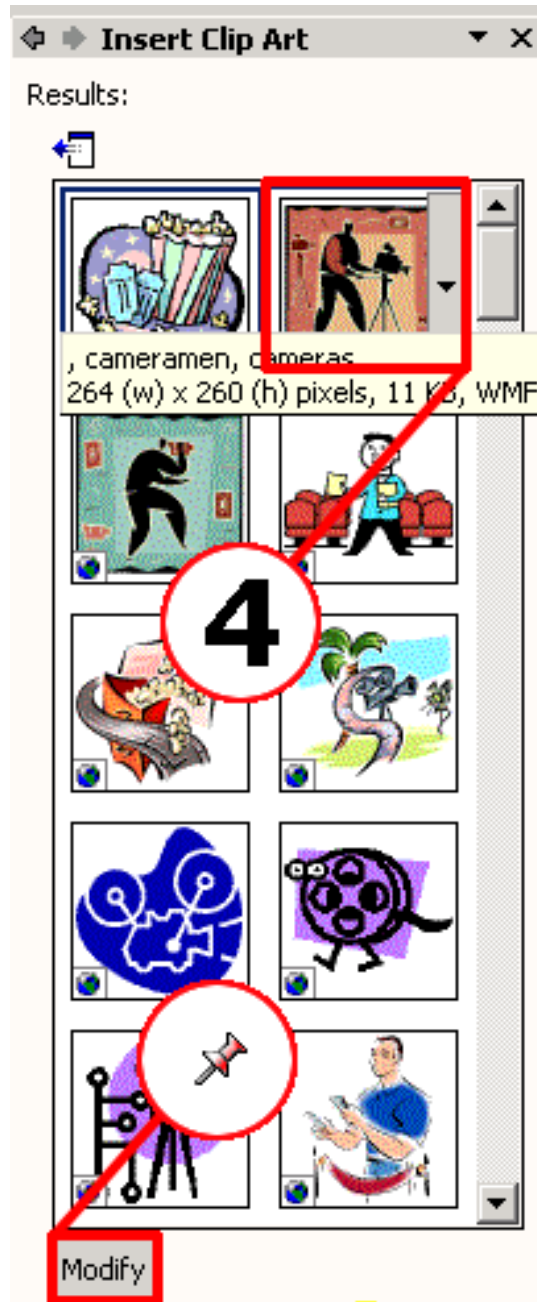 Insert Clip Art
Results:
, cameramen, cameras
264 (w) x 260 (h) pixels, 11 KB, WMF
4
Modify